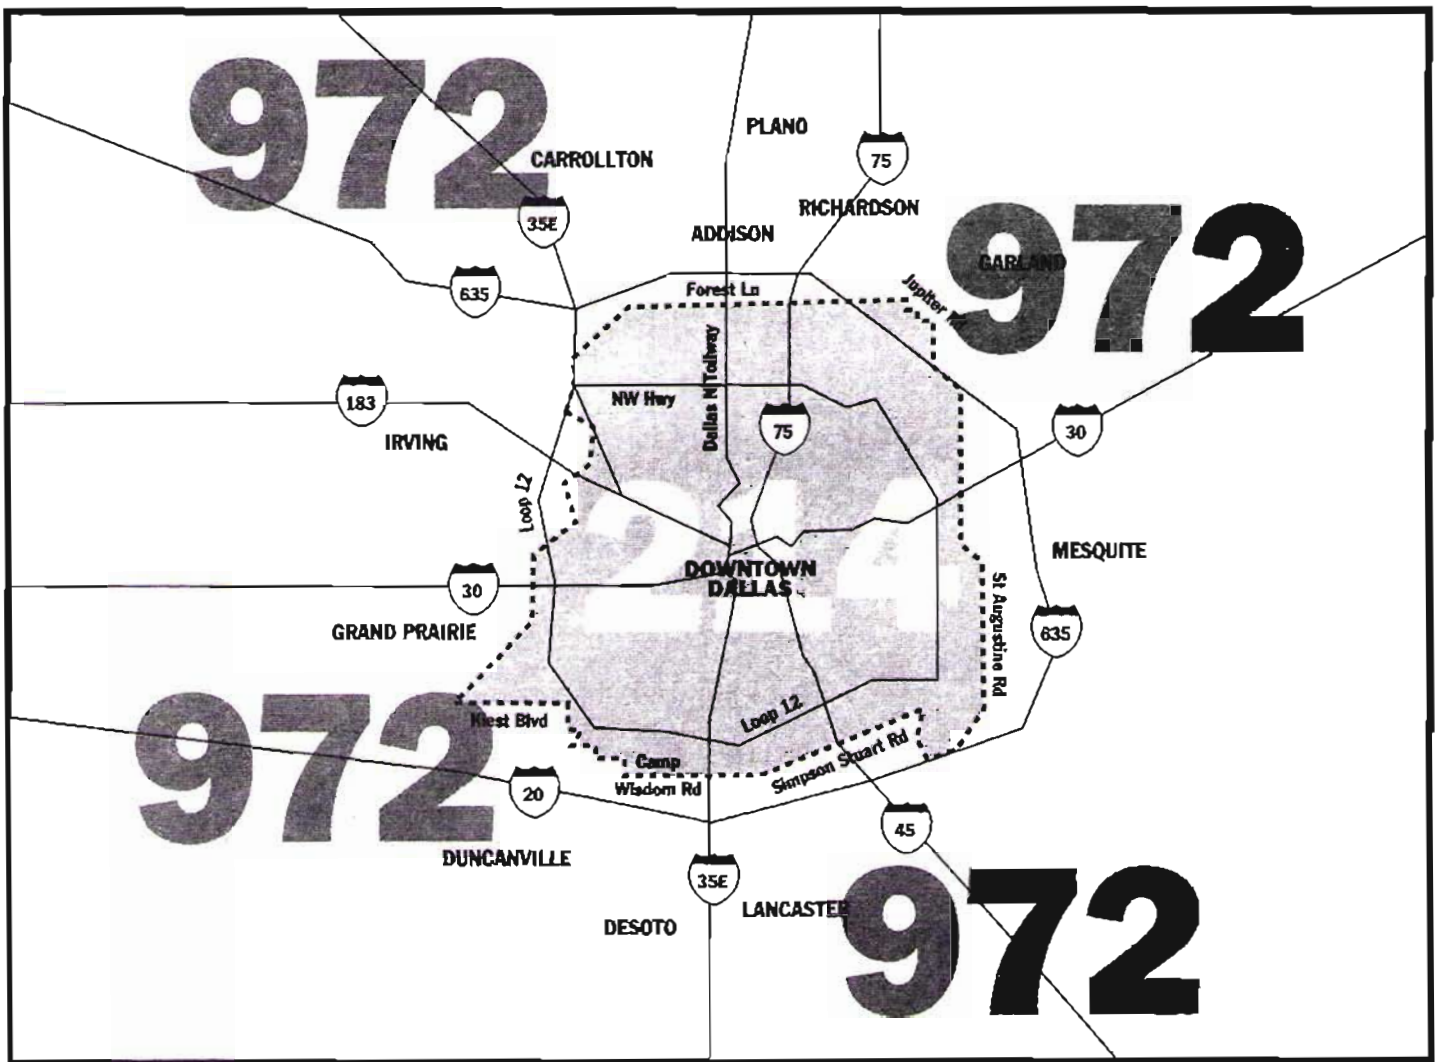 972
PLANO
CARROLLTON
75
RICHARDSON
35E
ADDISON
972
GARLAND
635
Forest Ln
Jupiter
Dallas N Tollway
183
NW Hwy
75
30
IRVING
Loop 12
214
MESQUITE
DOWNTOWN
DALLAS
30
St Augustine Rd
GRAND PRAIRIE
635
972
Kiest Blvd
Loop 12
Simpson Stuart Rd
Camp
Wisdom Rd
20
45
DUNCANVILLE
35E
LANCASTER
972
DESOTO